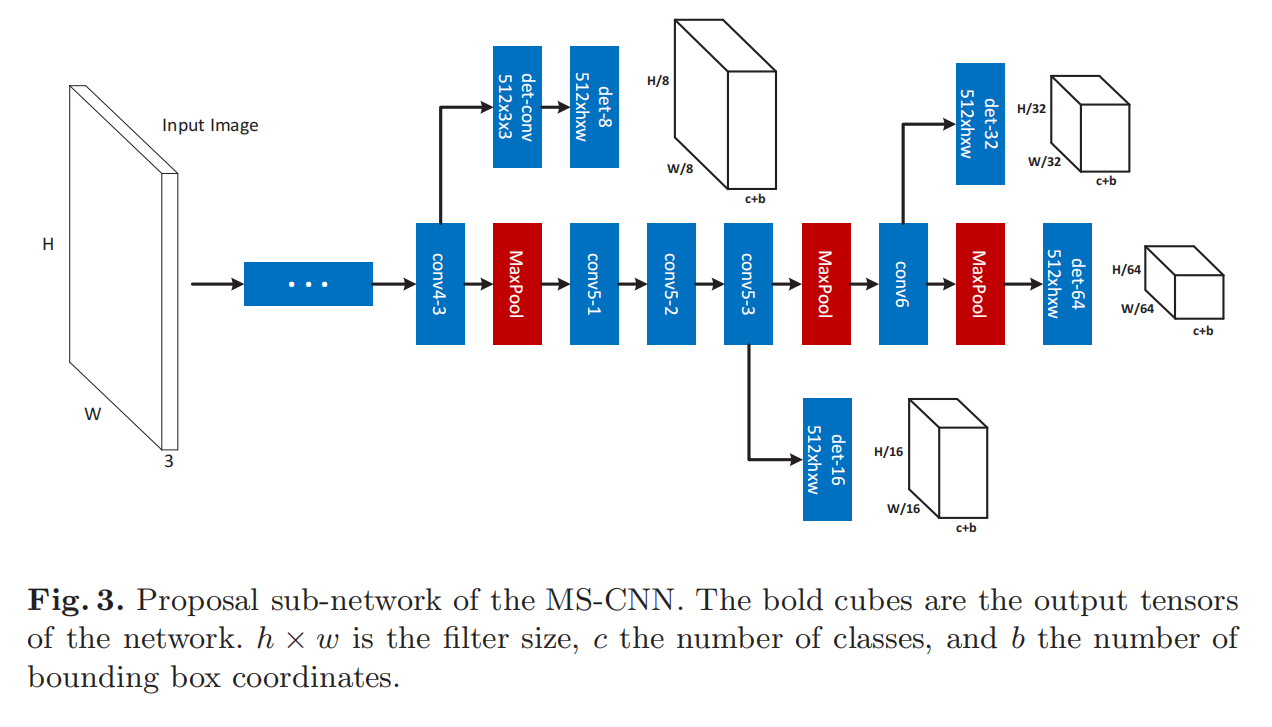 H/8
W/8
c+b
det-conv
512x3x3
det-8
512xhxw
Input Image
H
W
3
det-32
512xhxw
H/32
W/32
c+b
. . .
conv4-3
MaxPool
conv5-1
conv5-2
conv5-3
MaxPool
conv6
MaxPool
det-64
512xhxw
H/64
W/64
c+b
det-16
512xhxw
H/16
W/16
c+b
Fig. 3. Proposal sub-network of the MS-CNN. The bold cubes are the output tensors
of the network. h × w is the filter size, c the number of classes, and b the number of
bounding box coordinates.